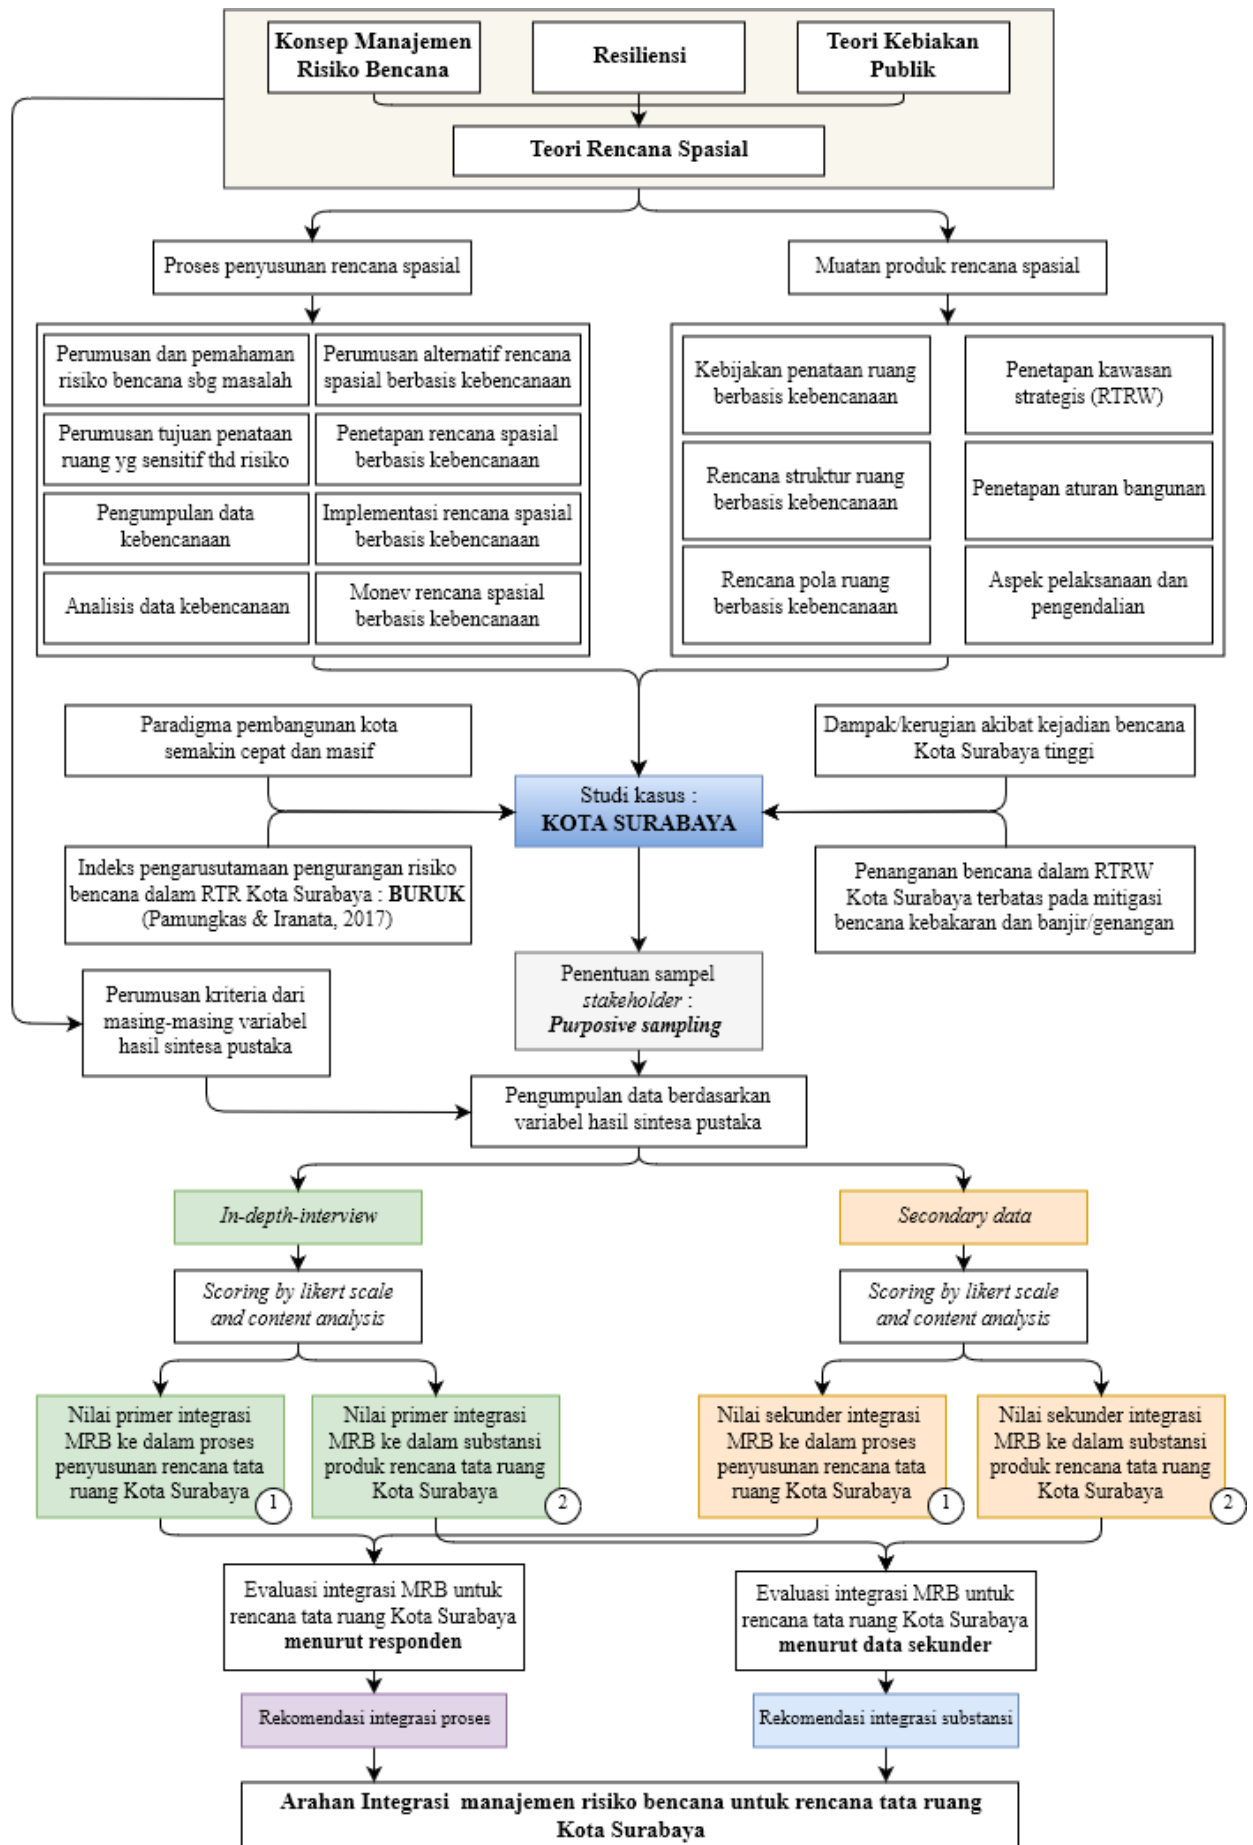 Konsep Manajemen
Risiko Bencana
Resiliensi
Teori Kebiakan
Publik
Teori Rencana Spasial
Proses penyusunan rencana spasial
Muatan produk rencana spasial
Perumusan dan pemahaman
risiko bencana sbg masalah
Perumusan alternatif rencana
spasial berbasis kebencanaan
Perumusan tujuan penataan
ruang yg sensitif thd risiko
Penetapan rencana spasial
berbasis kebencanaan
Pengumpulan data
kebencanaan
Implementasi rencana spasial
berbasis kebencanaan
Analisis data kebencanaan
Monev rencana spasial
berbasis kebencanaan
Kebijakan penataan ruang
berbasis kebencanaan
Penetapan kawasan
strategis (RTRW)
Rencana struktur ruang
berbasis kebencanaan
Penetapan aturan bangunan
Rencana pola ruang
berbasis kebencanaan
Aspek pelaksanaan dan
pengendalian
Paradigma pembangunan kota
semakin cepat dan masif
Dampak/kerugian akibat kejadian bencana
Kota Surabaya tinggi
Studi kasus :
KOTA SURABAYA
Indeks pengarusutamaan pengurangan risiko
bencana dalam RTR Kota Surabaya : BURUK
(Pamungkas & Iranata, 2017)
Penanganan bencana dalam RTRW
Kota Surabaya terbatas pada mitigasi
bencana kebakaran dan banjir/genangan
Perumusan kriteria dari
masing-masing variabel
hasil sintesa pustaka
Penentuan sampel
stakeholder :
Purposive sampling
Pengumpulan data berdasarkan
variabel hasil sintesa pustaka
In-depth-interview
Secondary data
Scoring by likert scale
and content analysis
Scoring by likert scale
and content analysis
Nilai primer integrasi
MRB ke dalam proses
penyusunan rencana tata
ruang Kota Surabaya
1
Nilai primer integrasi
MRB ke dalam substansi
produk rencana tata ruang
Kota Surabaya
2
Nilai sekunder integrasi
MRB ke dalam proses
penyusunan rencana tata
ruang Kota Surabaya
1
Nilai sekunder integrasi
MRB ke dalam substansi
produk rencana tata ruang
Kota Surabaya
2
Evaluasi integrasi MRB untuk
rencana tata ruang Kota Surabaya
menurut responden
Evaluasi integrasi MRB untuk
rencana tata ruang Kota Surabaya
menurut data sekunder
Rekomendasi integrasi proses
Rekomendasi integrasi substansi
Arahan Integrasi manajemen risiko bencana untuk rencana tata ruang
Kota Surabaya